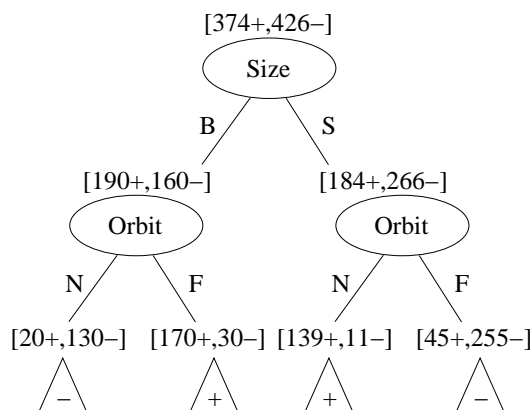 [374+,426−]
Size
B S
[190+,160−] [184+,266−]
Orbit Orbit
N F N F
[20+,130−] [170+,30−] [139+,11−] [45+,255−]
− + + −